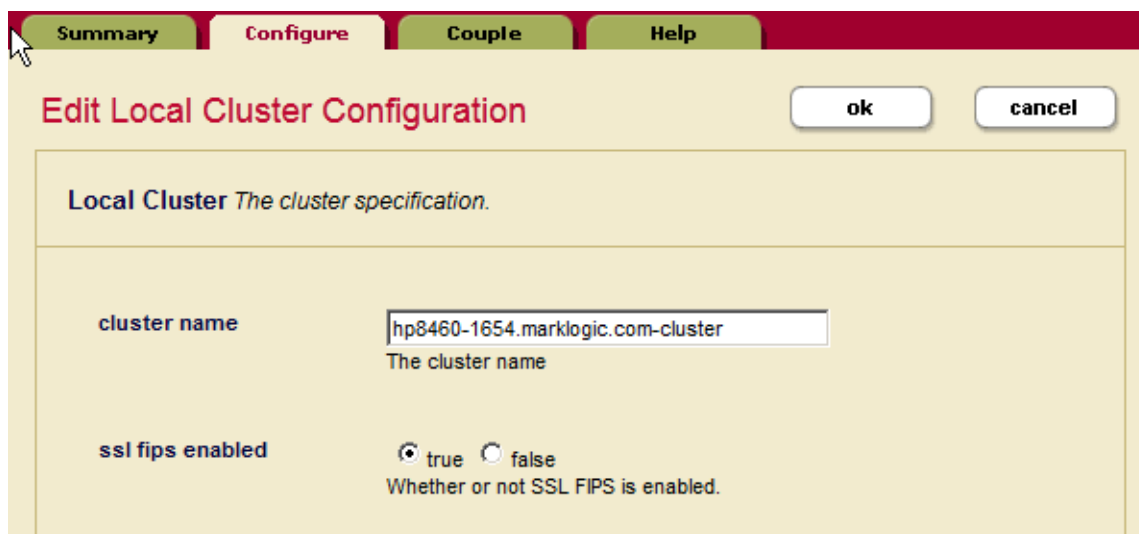 Summary Configure Couple Help
Edit Local Cluster Configuration ok cancel
Local Cluster The cluster specification.
cluster name hp8460-1654.marklogic.com-cluster
The cluster name
ssl fips enabled true false
Whether or not SSL FIPS is enabled.